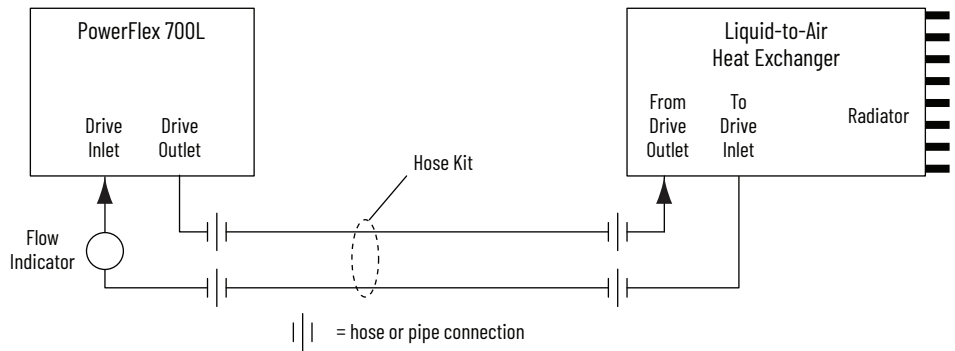 PowerFlex 700L
Drive
Inlet
Drive
Outlet
Flow
Indicator
Hose Kit
Liquid-to-Air
Heat Exchanger
From
Drive
Outlet
To
Drive
Inlet
Radiator
= hose or pipe connection